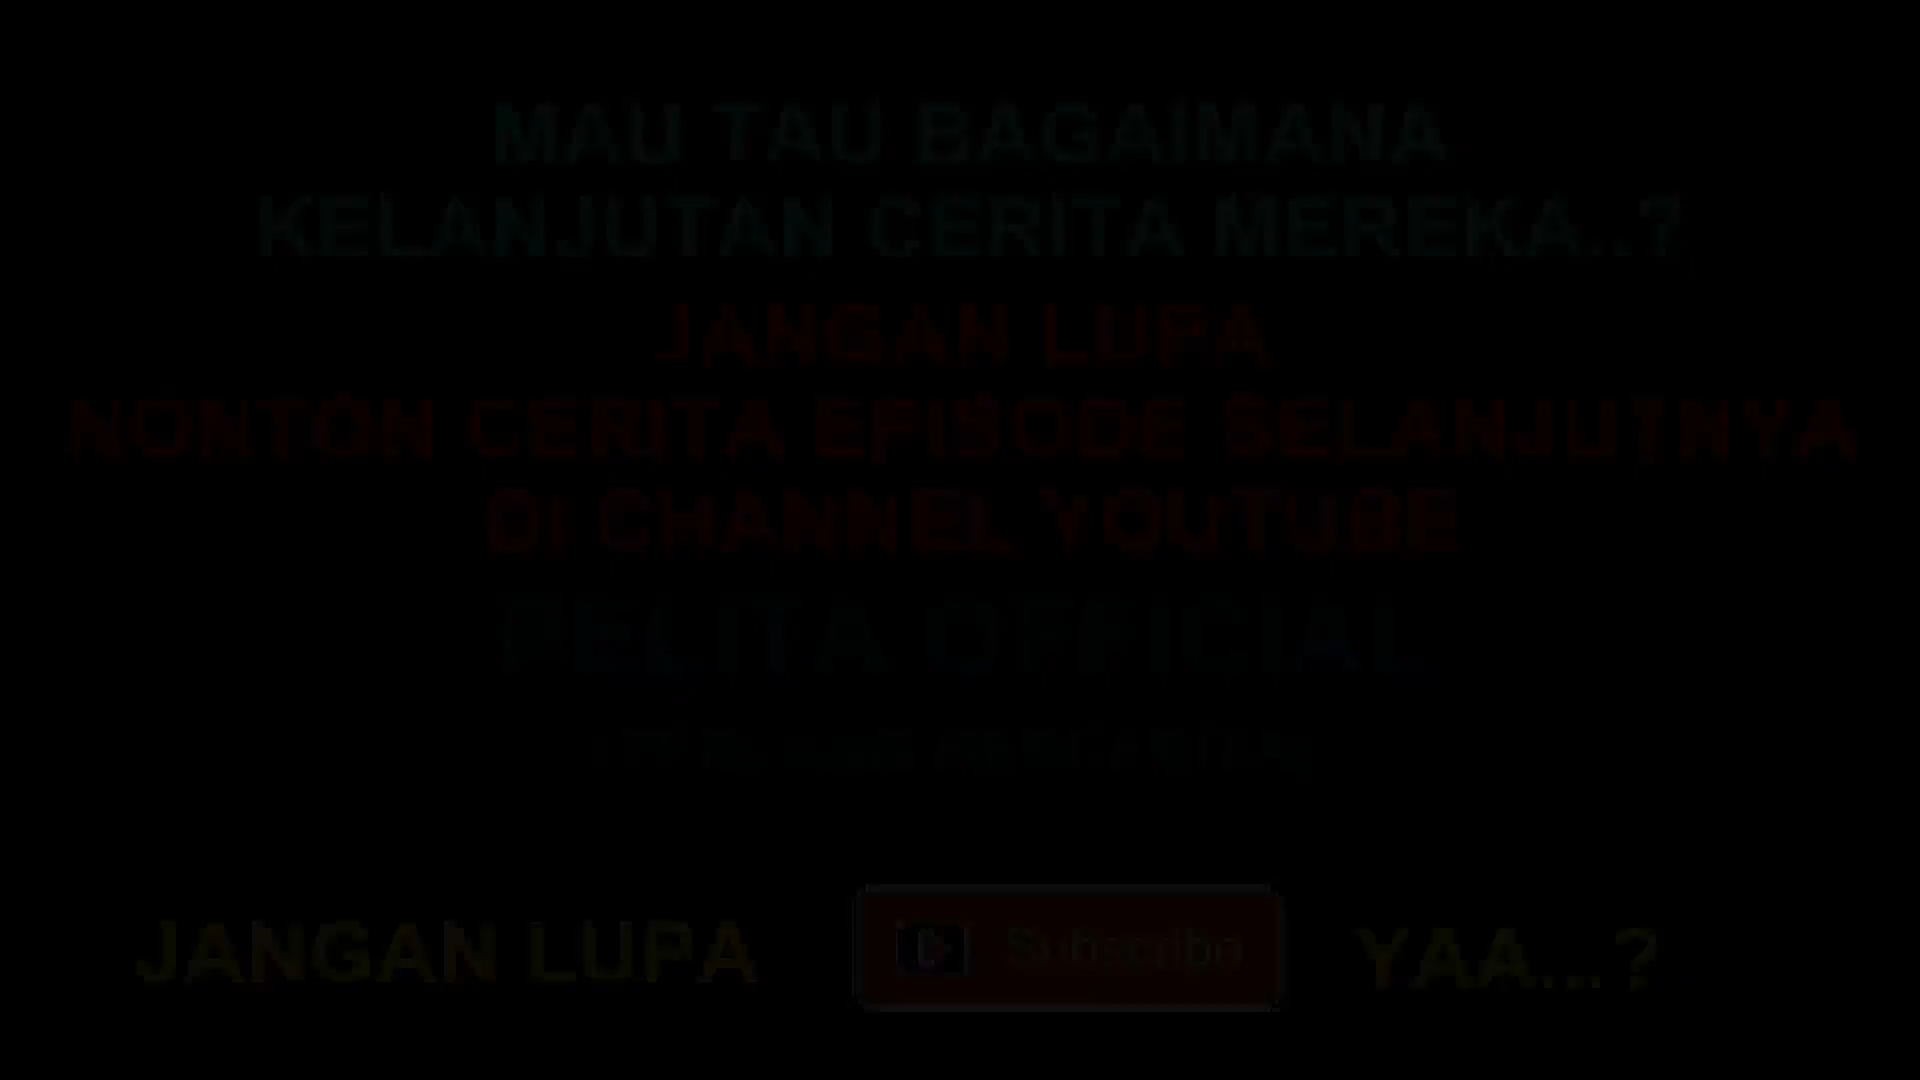 MAU TAU BAGAIMANA
KELANJUTAN CERITA MEREKA..?
JANGAN LUPA
NONTON CERITA EPISODE SELANJUTNYA
DI CHANNEL YOUTUBE
PELITA OFFICIAL
JANGAN LUPA Subscribe YAA...?